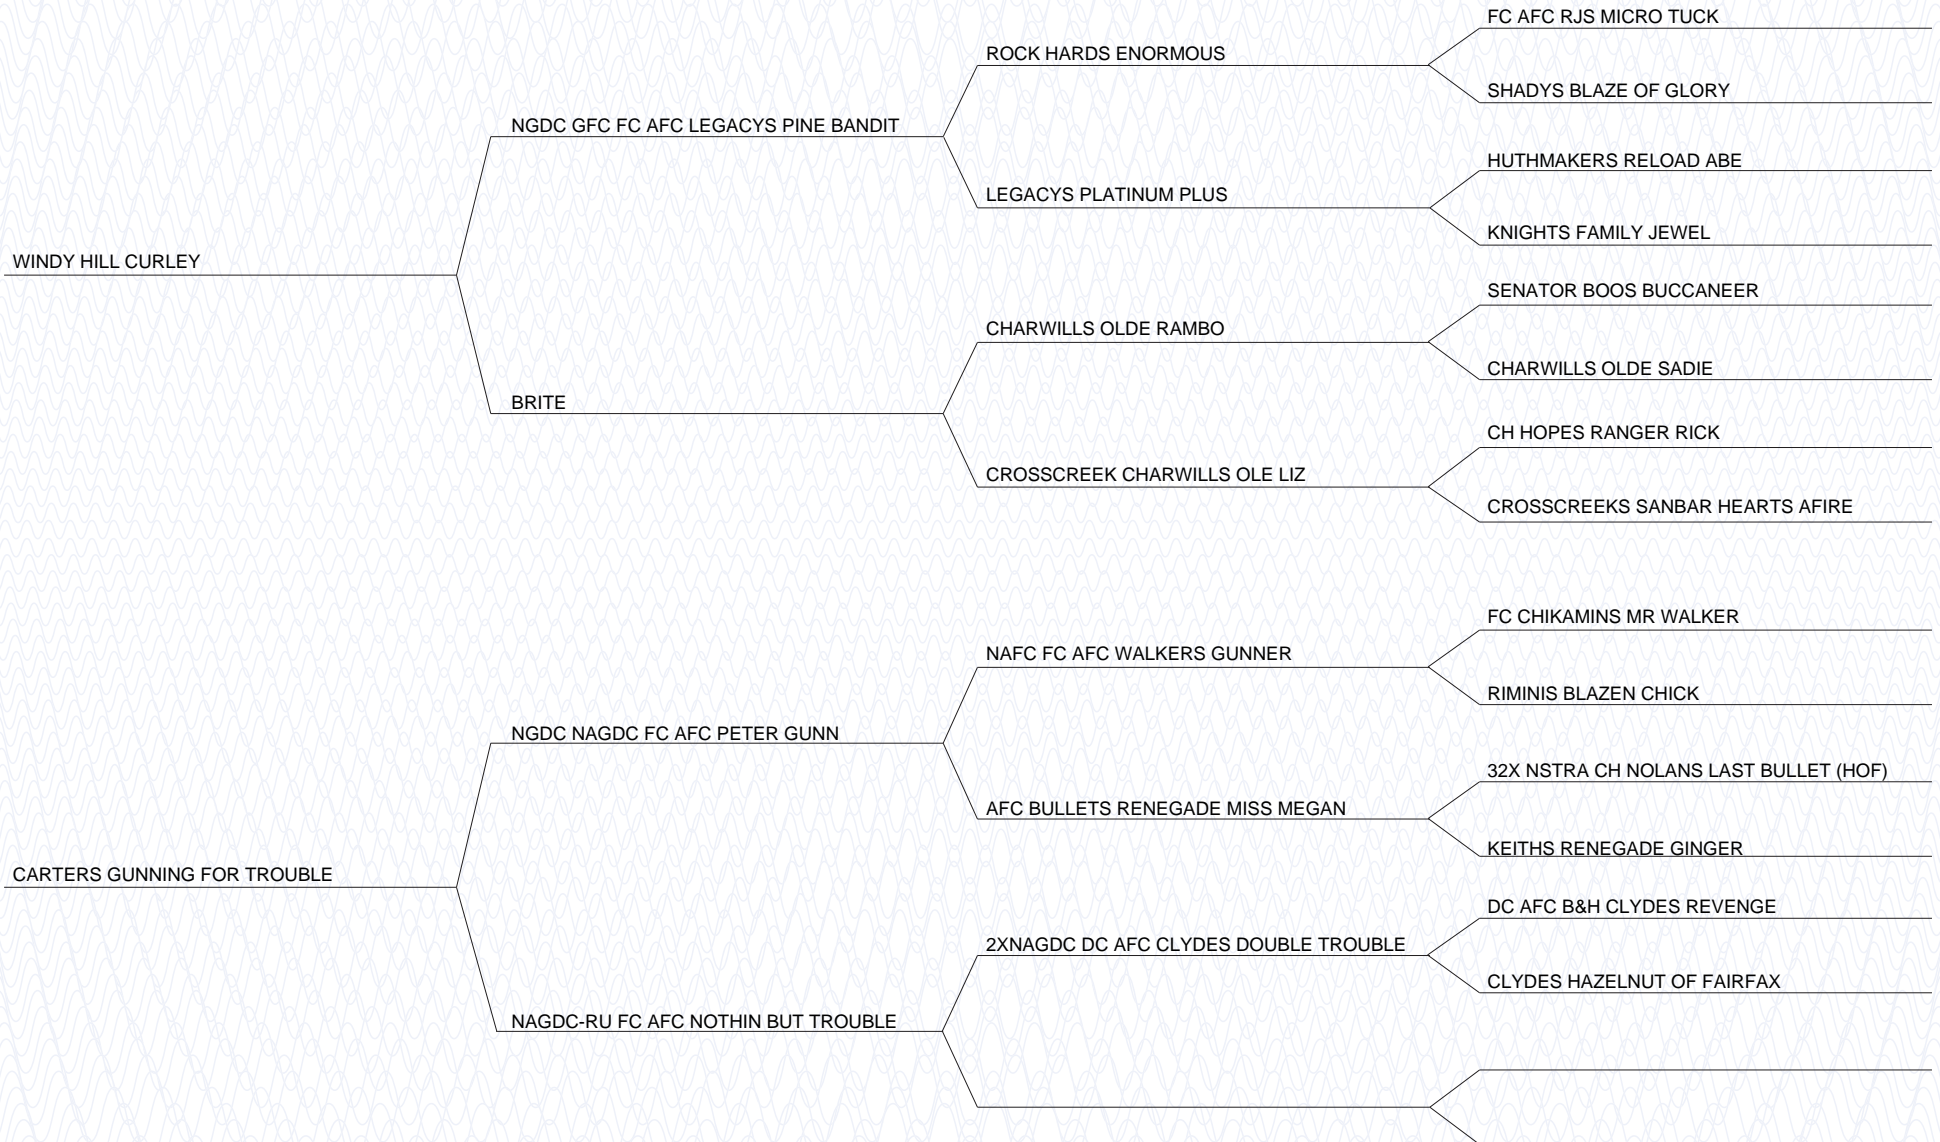 FC AFC RJS MICRO TUCK
ROCK HARDS ENORMOUS
SHADYS BLAZE OF GLORY
NGDC GFC FC AFC LEGACYS PINE BANDIT
HUTHMAKERS RELOAD ABE
LEGACYS PLATINUM PLUS
KNIGHTS FAMILY JEWEL
WINDY HILL CURLEY
SENATOR BOOS BUCCANEER
CHARWILLS OLDE RAMBO
CHARWILLS OLDE SADIE
BRITE
CH HOPES RANGER RICK
CROSSCREEK CHARWILLS OLE LIZ
CROSSCREEKS SANBAR HEARTS AFIRE
FC CHIKAMINS MR WALKER
NAFC FC AFC WALKERS GUNNER
RIMINIS BLAZEN CHICK
NGDC NAGDC FC AFC PETER GUNN
32X NSTRA CH NOLANS LAST BULLET (HOF)
AFC BULLETS RENEGADE MISS MEGAN
KEITHS RENEGADE GINGER
CARTERS GUNNING FOR TROUBLE
DC AFC B&H CLYDES REVENGE
2XNAGDC DC AFC CLYDES DOUBLE TROUBLE
CLYDES HAZELNUT OF FAIRFAX
NAGDC-RU FC AFC NOTHIN BUT TROUBLE